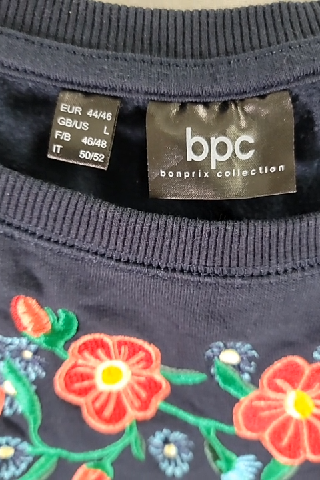 EUR 44/46
GB/US L
F/B 46/48
IT 50/52
bpc
bonprix collection